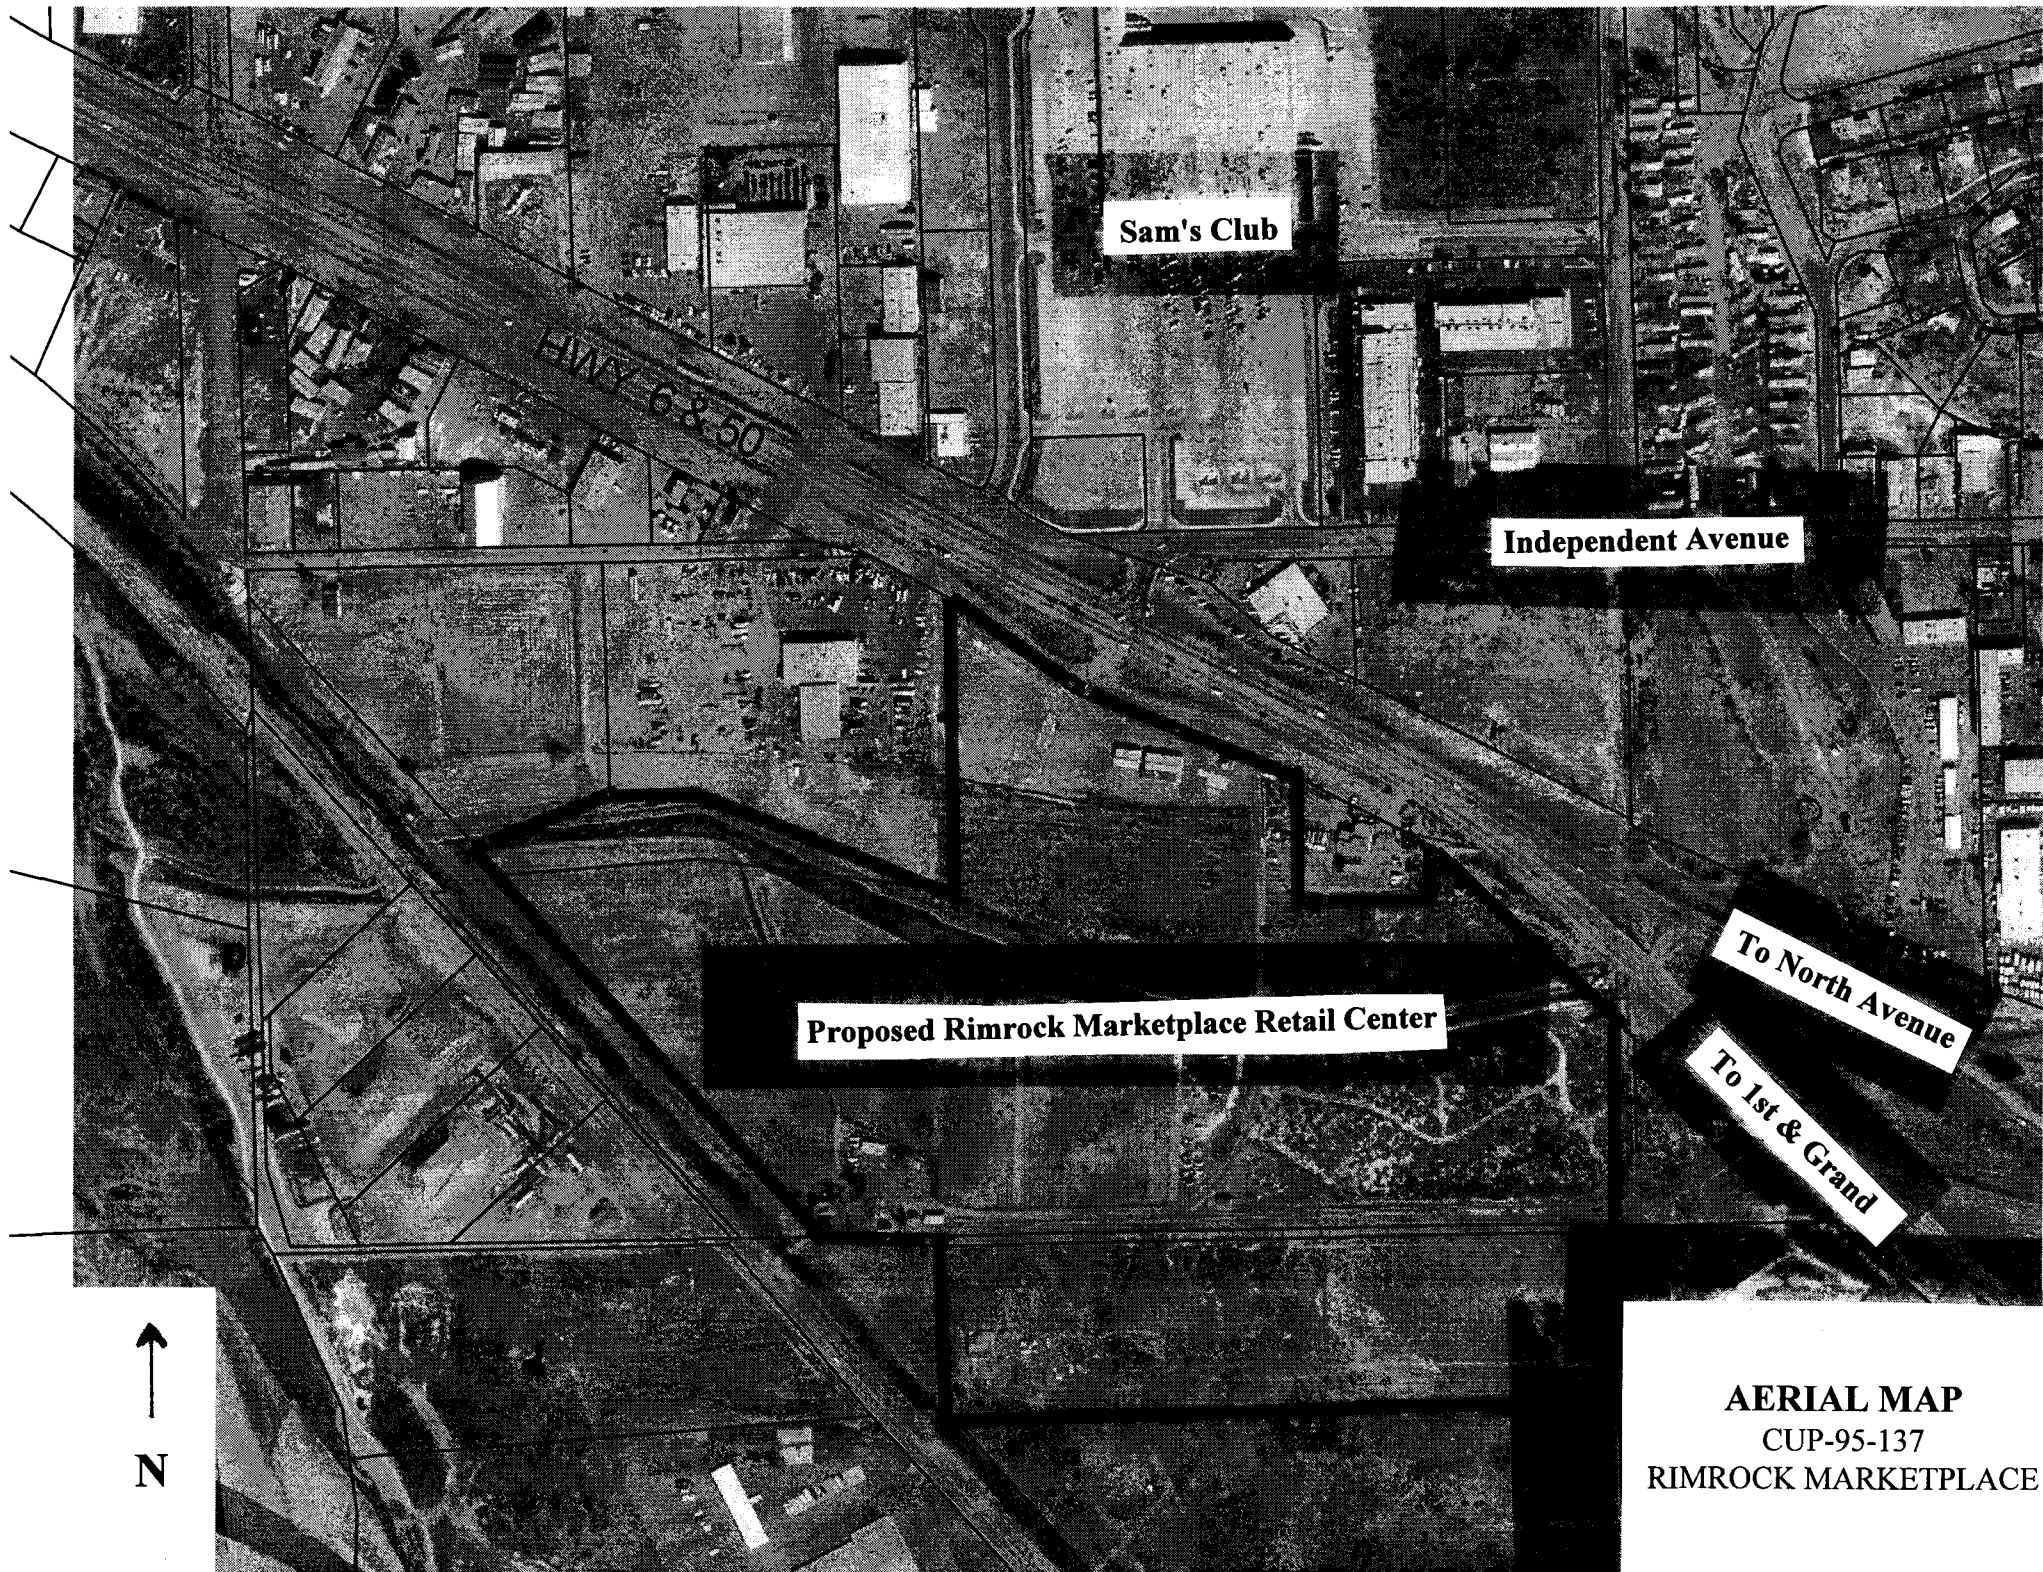 Sam's Club
HWY 6 & 50
Independent Avenue
To North Avenue
Proposed Rimrock Marketplace Retail Center
To 1st & Grand
N
AERIAL MAP
CUP-95-137
RIMROCK MARKETPLACE